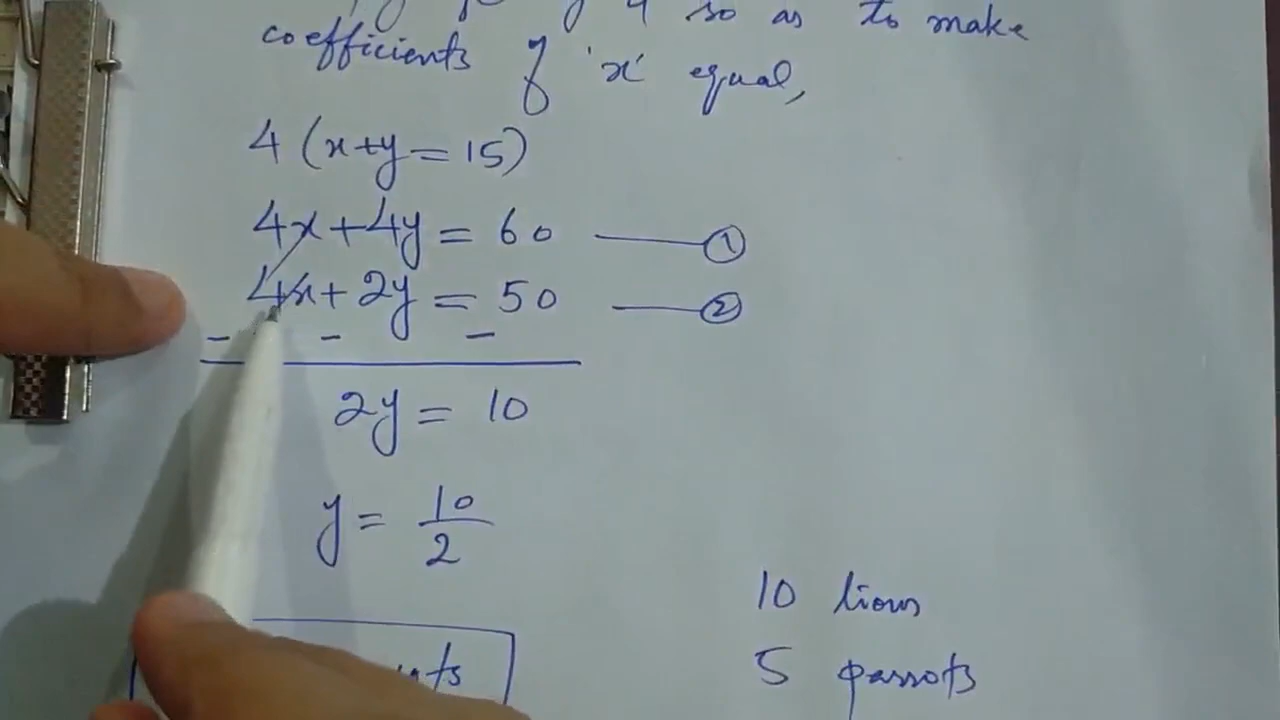 4 so as to make
coefficients of 'x' equal,
4 (x+y = 15)
4x + 4y = 60 —— ①
4x + 2y = 50 —— ②
- - -
2y = 10
y = 10/2
10 lions
5 parrots